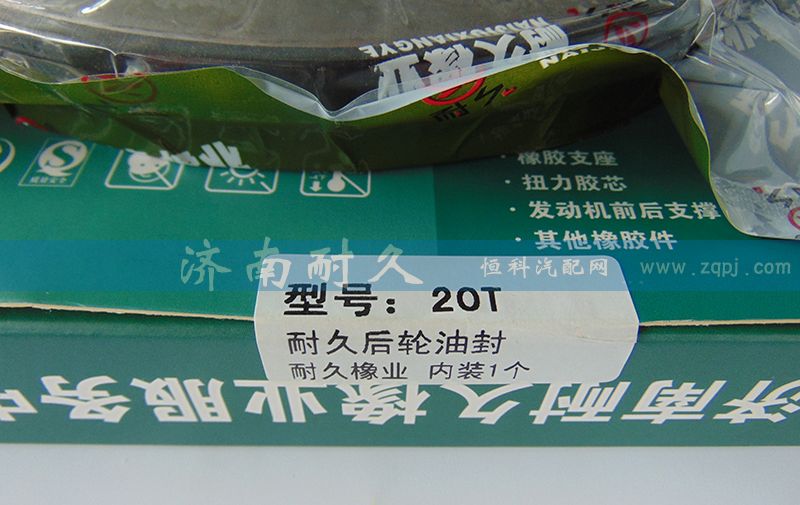 耐久橡业
NAIJIUXIANGYE
耐久
橡胶支座
·扭力胶芯
·发动机前后支撑
·其他橡胶件
济南耐久
恒科汽配网
www.zqpj.com
型号：20T
耐久后轮油封
耐久橡业 内装1个
济南耐久橡业服务